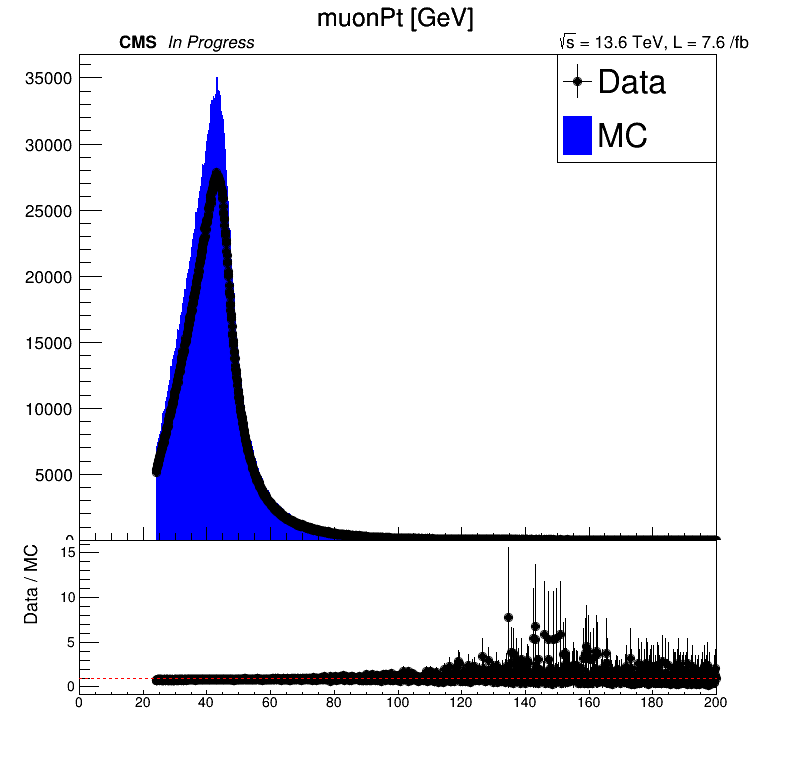 muonPt [GeV]
CMS In Progress
√s = 13.6 TeV, L = 7.6 /fb
Data
MC
35000
30000
25000
20000
15000
10000
5000
0
Data / MC
15
10
5
0
0 20 40 60 80 100 120 140 160 180 200